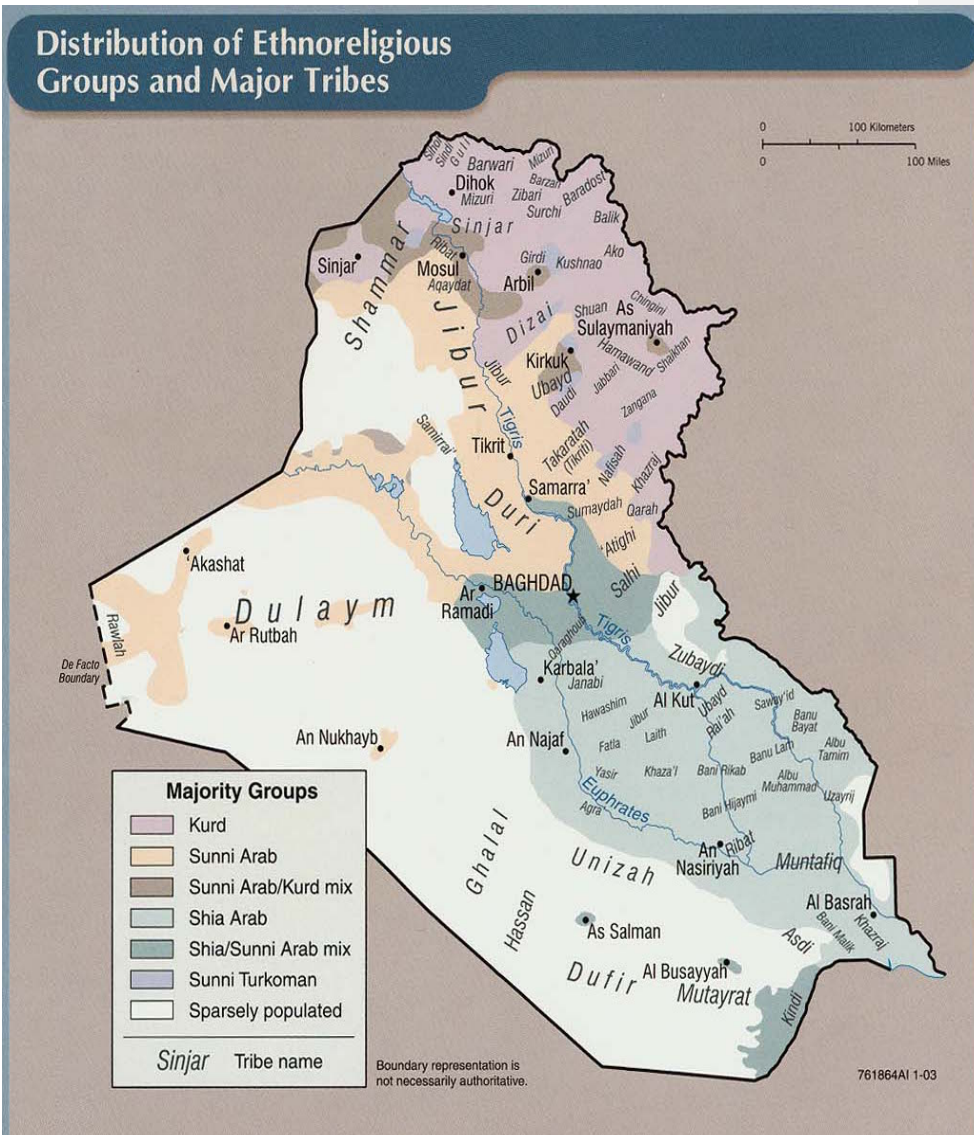 Distribution of Ethnoreligious
Groups and Major Tribes
0 100 Kilometers
0 100 Miles
Sindi
Guli
Barwari
Mizuri
Dihok
Mizuri
Barzan
Zibari
Baradost
Surchi
Balik
Sinjar
Shammar
Ribat
Sinjar
Mosul
Aqaydat
Girdi
Kushnao
Ako
Arbil
Jibur
Dizai
Shuan
Chingini
As
Sulaymaniyah
Kirkuk
Hamawand
Shaikhan
Jibur
Ubayd
Daudi
Jabbari
Zangana
Tigris
Samirrai'
Tikrit
Takaratah
(Tikriti)
Nafisah
Khazraj
Samarra'
Duri
Sumaydah
Qarah
'Atighi
'Akashat
BAGHDAD
Salhi
Ar
Ramadi
Jibur
Dulaym
Rawlah
Ar Rutbah
De Facto
Boundary
Qaraghoul
Tigris
Zubaydi
Karbala'
Janabi
Al Kut
Ubayd
Hawashim
Jibur
Sawgy'id
Banu
Bayat
An Nukhayb
An Najaf
Fatla
Laith
Banu Lam
Albu
Tamim
Yasir
Khaza'l
Bani Rikab
Albu
Muhammad
Uzayrij
Euphrates
Agra'
Bani Hijaymi
Ghalal
Unizah
An
Nasiriyah
Ribat
Muntafiq
Hassan
Al Basrah
As Salman
Asdi
Bani Malik
Khazraj
Dufir
Al Busayyah
Mutayrat
Kindi
Majority Groups
Kurd
Sunni Arab
Sunni Arab/Kurd mix
Shia Arab
Shia/Sunni Arab mix
Sunni Turkoman
Sparsely populated
Sinjar Tribe name
Boundary representation is
not necessarily authoritative.
761864AI 1-03